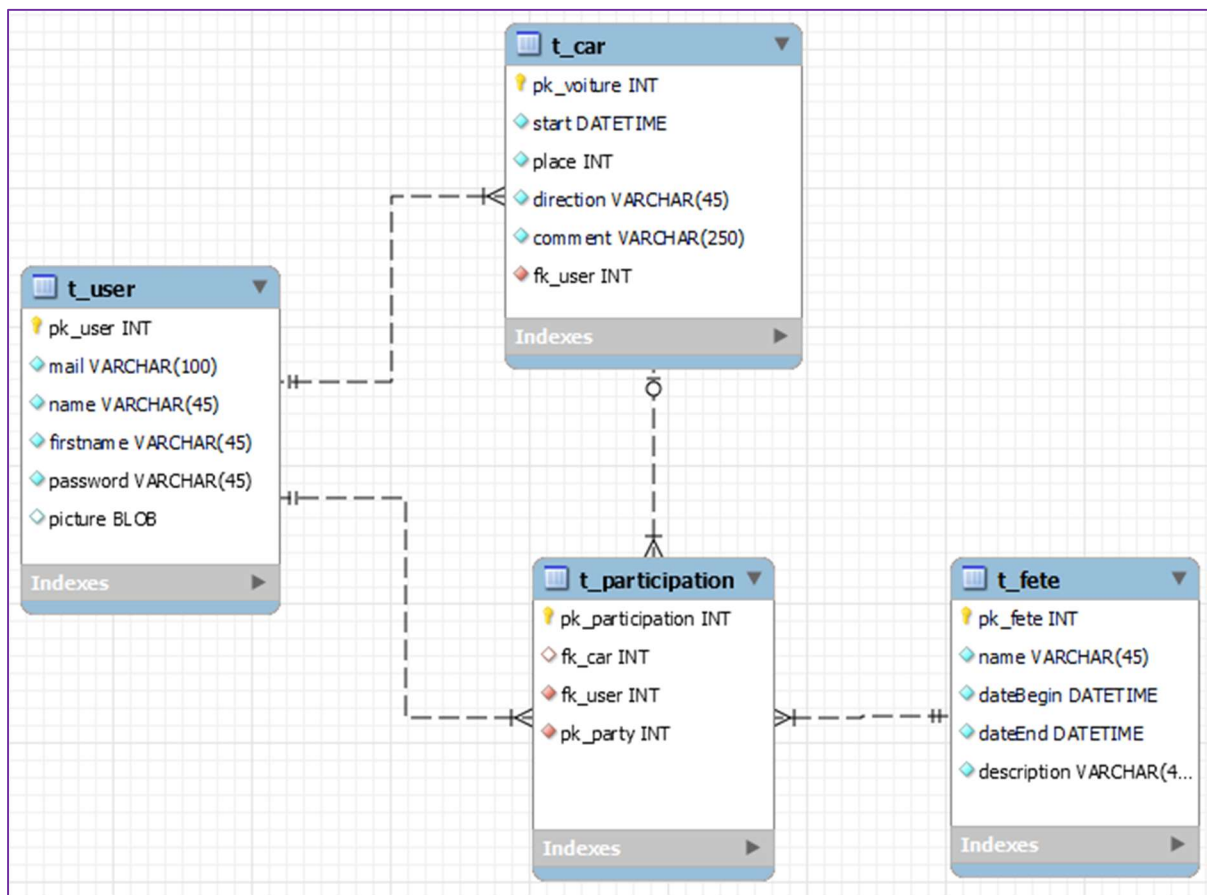 t_car
pk_voiture INT
start DATETIME
place INT
direction VARCHAR(45)
comment VARCHAR(250)
fk_user INT
Indexes
t_user
pk_user INT
mail VARCHAR(100)
name VARCHAR(45)
firstname VARCHAR(45)
password VARCHAR(45)
picture BLOB
Indexes
t_participation
pk_participation INT
fk_car INT
fk_user INT
pk_party INT
Indexes
t_fete
pk_fete INT
name VARCHAR(45)
dateBegin DATETIME
dateEnd DATETIME
description VARCHAR(4...
Indexes